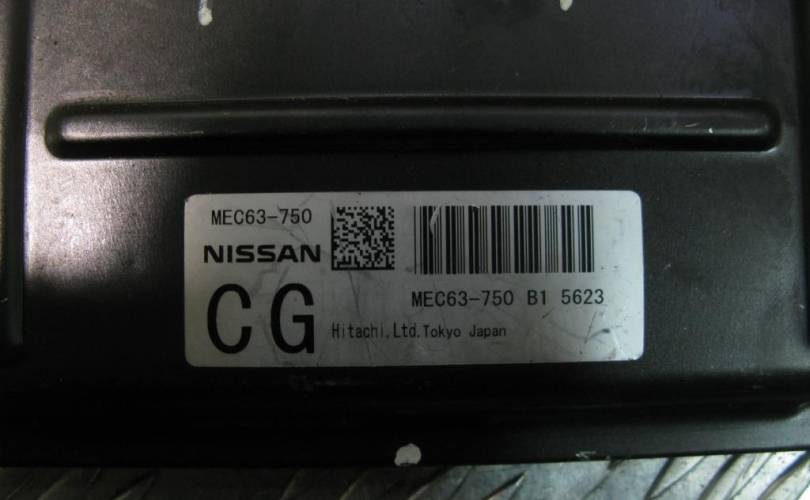 MEC63-750
NISSAN
CG
MEC63-750 B1 5623
Hitachi,Ltd.Tokyo Japan